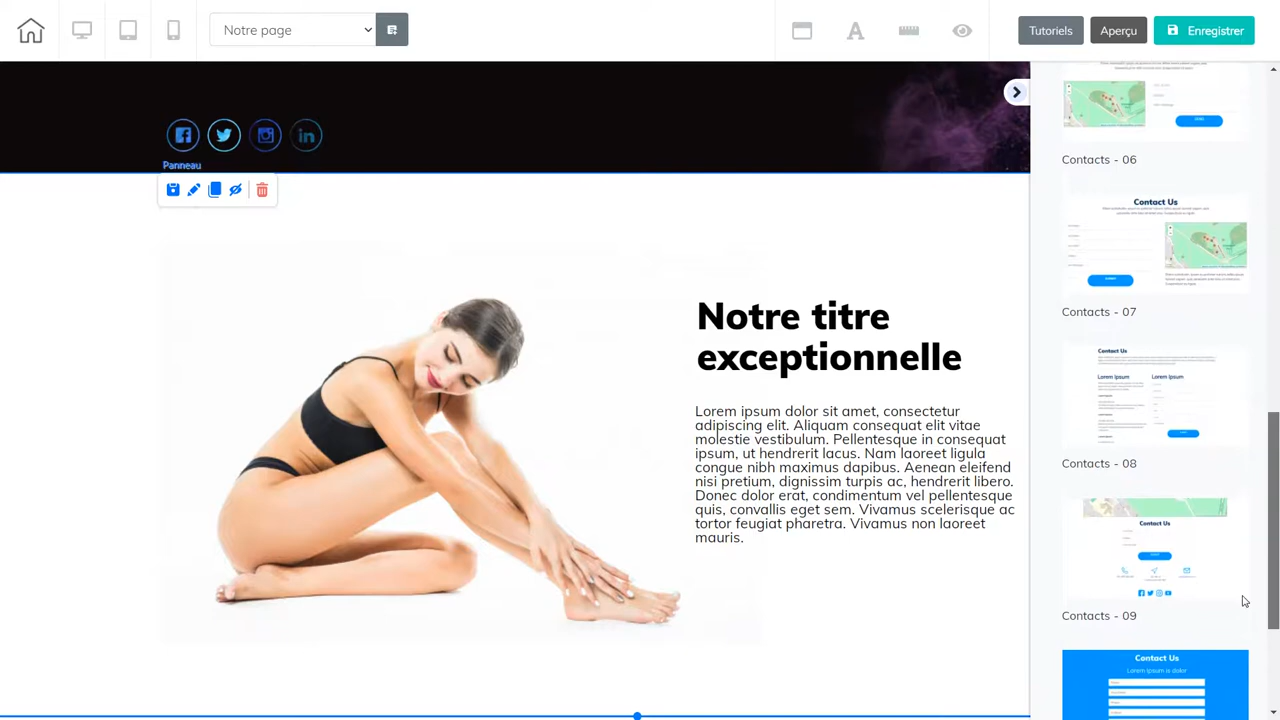 Notre page
Tutoriels
Aperçu
Enregistrer
Panneau
Notre titre
exceptionnelle
Lorem ipsum dolor sit amet, consectetur
adipiscing elit. Aliquam consequat elit vitae
molestie vestibulum. Pellentesque in consequat
ipsum, ut hendrerit lacus. Nam laoreet ligula
congue nibh maximus dapibus. Aenean eleifend
nisi pretium, dignissim turpis ac, hendrerit libero.
Donec dolor erat, condimentum vel pellentesque
quis, convallis eget sem. Vivamus scelerisque ac
tortor feugiat pharetra. Vivamus non laoreet
mauris.
Contacts - 06
Contact Us
Contacts - 07
Contact Us
Lorem Ipsum
Lorem Ipsum
Contacts - 08
Contact Us
Contacts - 09
Contact Us
Lorem ipsum is dolor